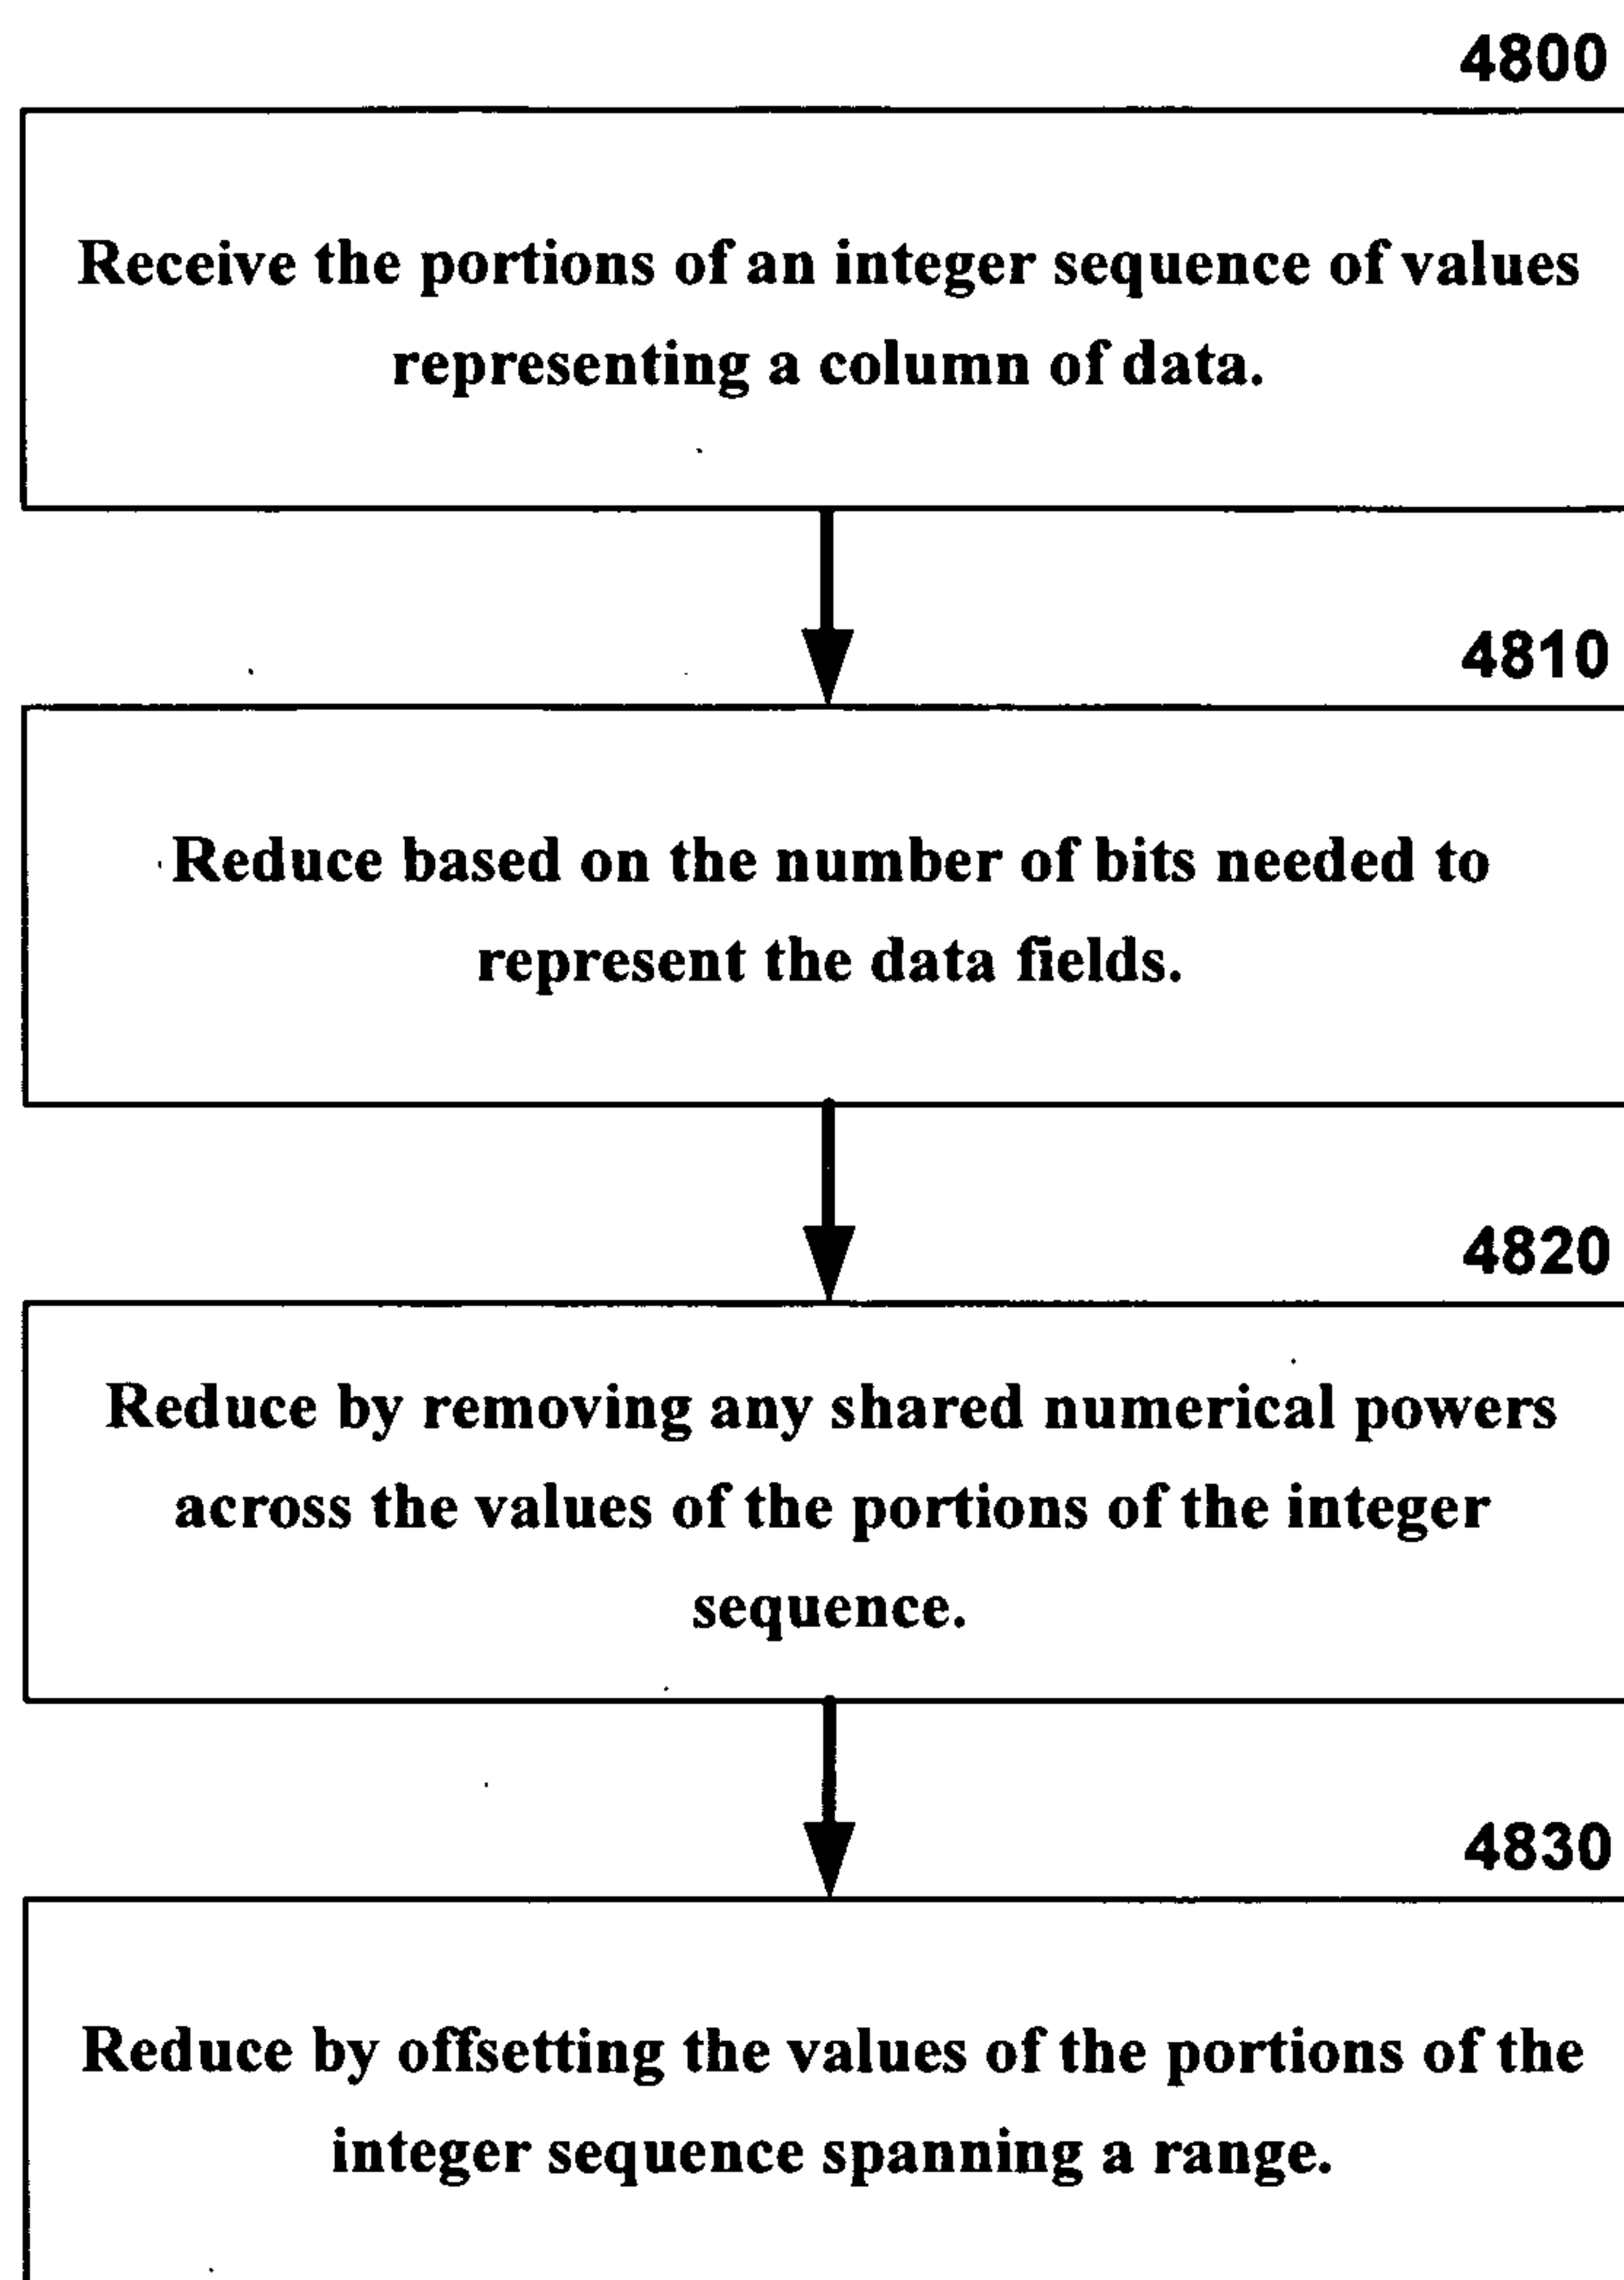 4800
Receive the portions of an integer sequence of values
representing a column of data.
4810
Reduce based on the number of bits needed to
represent the data fields.
4820
Reduce by removing any shared numerical powers
across the values of the portions of the integer
sequence.
4830
Reduce by offsetting the values of the portions of the
integer sequence spanning a range.